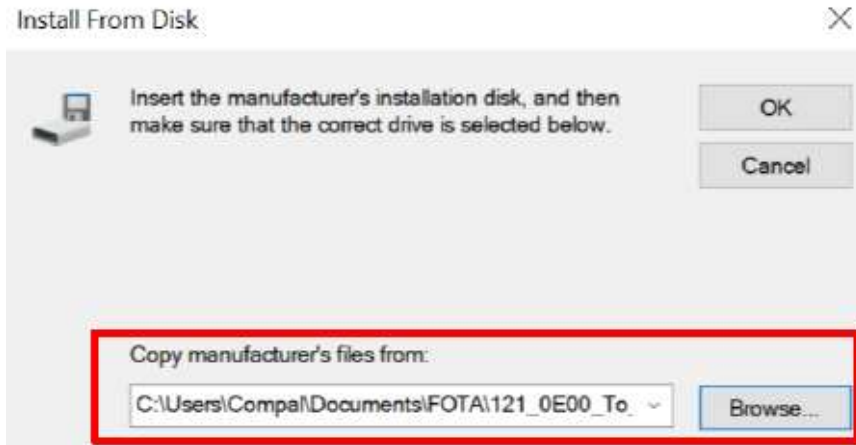 Install From Disk
Insert the manufacturer's installation disk, and then
make sure that the correct drive is selected below.
OK
Cancel
Copy manufacturer's files from:
C:\Users\Compal\Documents\FOTA\121_0E00_To_
Browse...